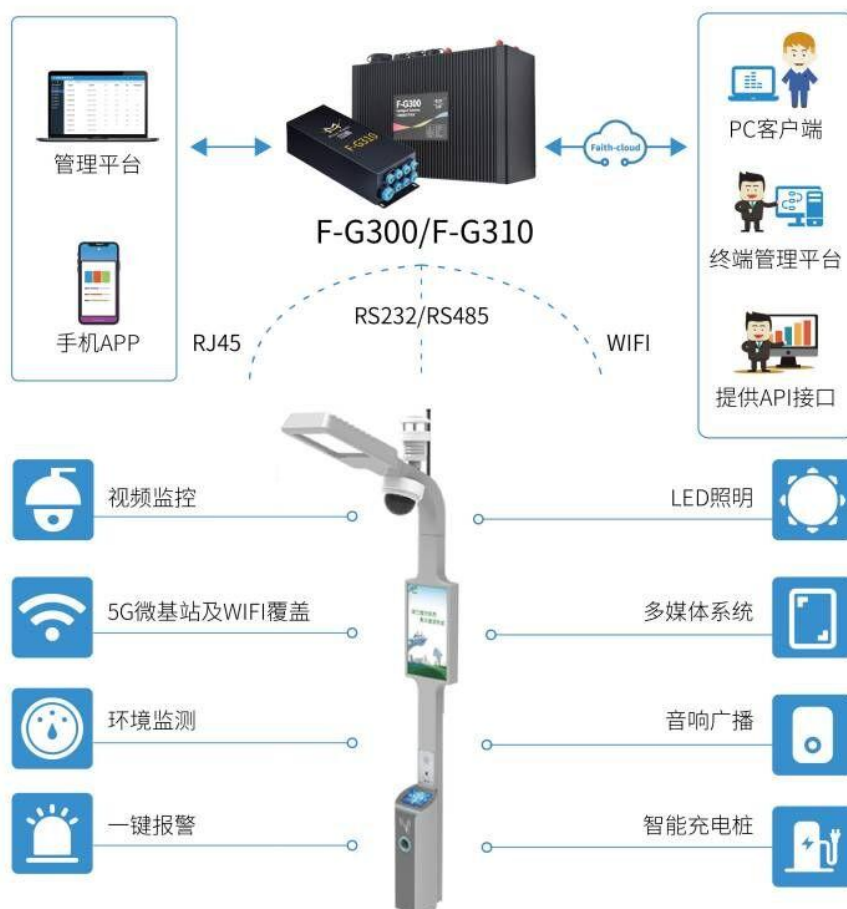 管理平台
手机APP
F-G300
F-G310
F-G300/F-G310
Faith-cloud
PC客户端
终端管理平台
提供API接口
RJ45
RS232/RS485
WIFI
视频监控
5G微基站及WIFI覆盖
环境监测
一键报警
LED照明
多媒体系统
音响广播
智能充电桩